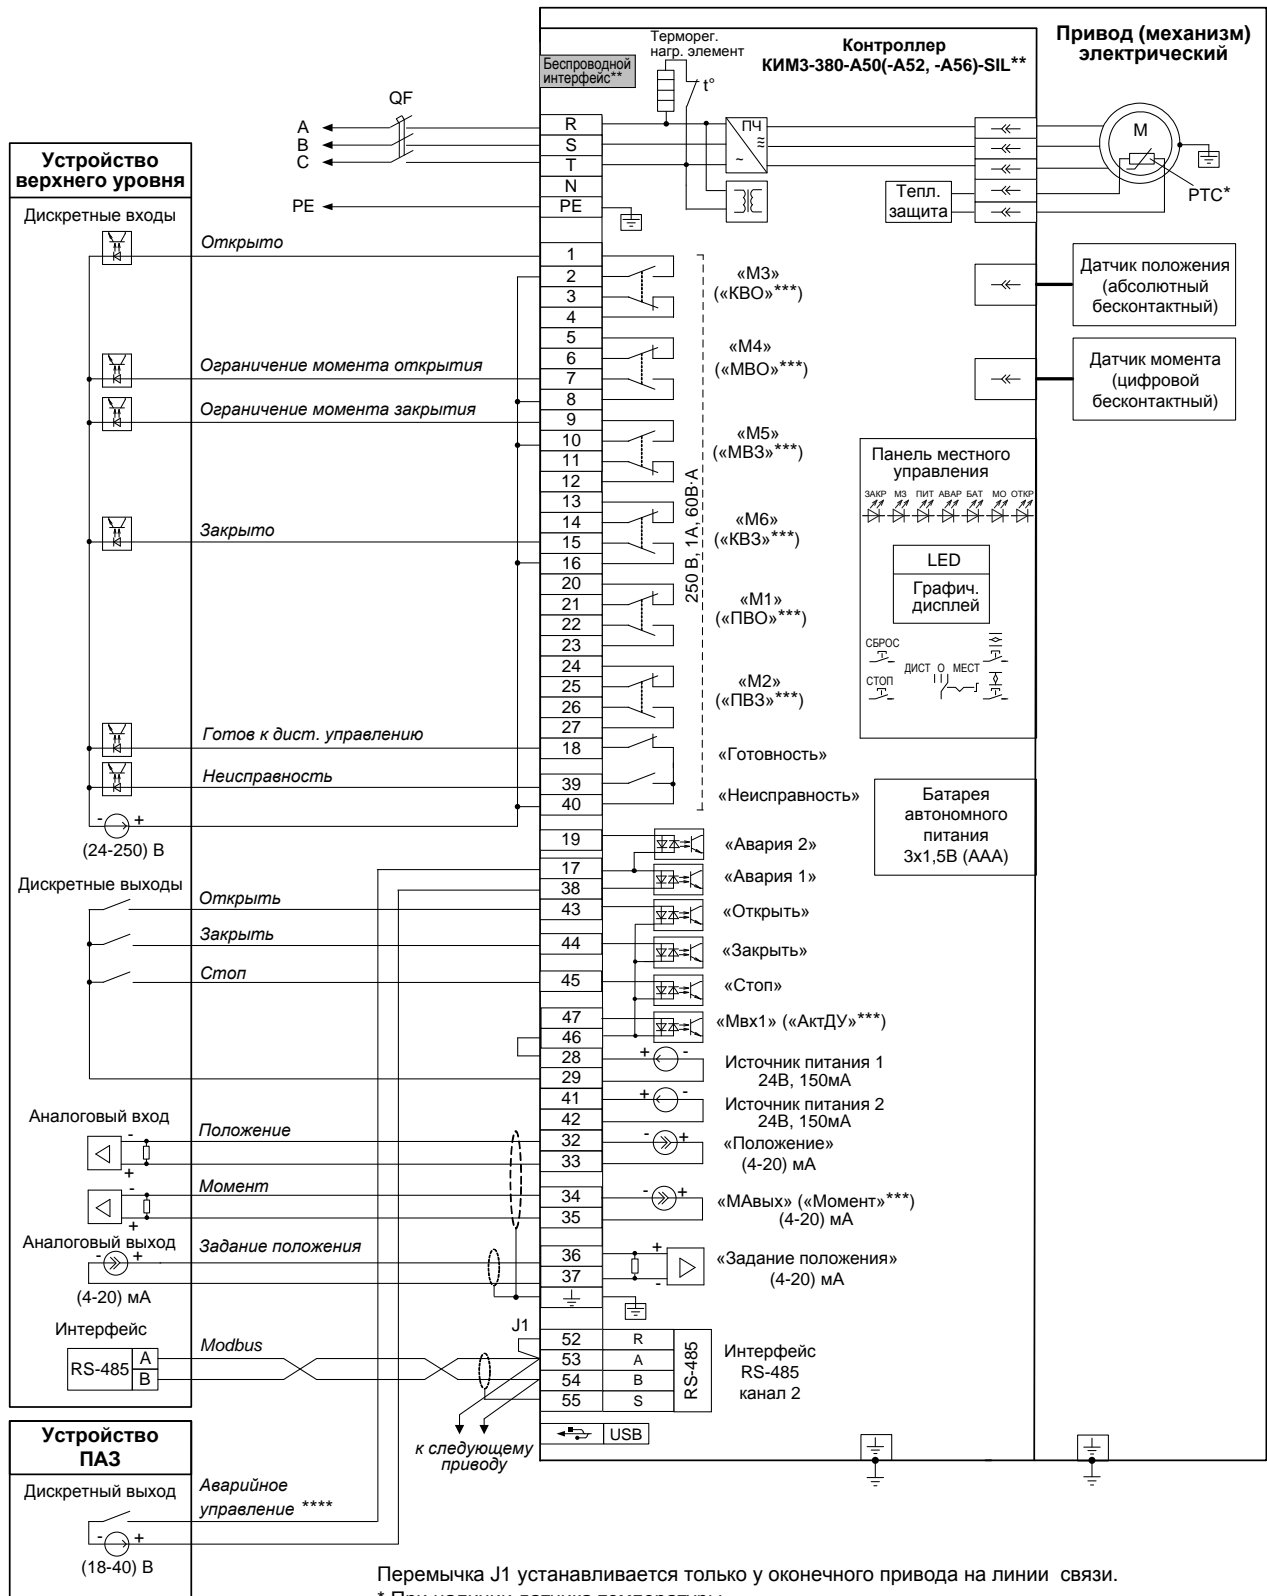 Терморег.
нагр. элемент
Контроллер
КИМ3-380-А50(-А52, -А56)-SIL**
Привод (механизм)
электрический
Беспроводной
интерфейс**
t°
QF
A
B
C
PE
R
S
T
N
PE
ПЧ
≈
~
Тепл.
защита
М
РТС*
Устройство
верхнего уровня
Дискретные входы
Открыто
1
2
3
4
«М3»
(«КВО»***)
Датчик положения
(абсолютный
бесконтактный)
Ограничение момента открытия
5
6
7
8
«М4»
(«МВО»***)
Датчик момента
(цифровой
бесконтактный)
Ограничение момента закрытия
9
10
11
12
«М5»
(«МВЗ»***)
Закрыто
13
14
15
16
«М6»
(«КВЗ»***)
20
21
22
23
«М1»
(«ПВО»***)
24
25
26
27
«М2»
(«ПВЗ»***)
250 В, 1А, 60В·А
Панель местного
управления
ЗАКР МЗ ПИТ АВАР БАТ МО ОТКР
LED
Графич.
дисплей
СБРОС
СТОП
ДИСТ О МЕСТ
Готов к дист. управлению
18
«Готовность»
Неисправность
39
40
«Неисправность»
- +
(24-250) В
Батарея
автономного
питания
3х1,5В (ААА)
19
«Авария 2»
17
38
«Авария 1»
Дискретные выходы
Открыть
43
«Открыть»
Закрыть
44
«Закрыть»
Стоп
45
«Стоп»
47
46
«Мвх1» («АктДУ»***)
28
29
+ -
Источник питания 1
24В, 150мА
41
42
+ -
Источник питания 2
24В, 150мА
Аналоговый вход
- +
Положение
32
33
- +
«Положение»
(4-20) мА
- +
Момент
34
35
- +
«МАвых» («Момент»***)
(4-20) мА
Аналоговый выход
- +
(4-20) мА
Задание положения
36
37
+ -
«Задание положения»
(4-20) мА
Интерфейс
RS-485
A
B
Modbus
J1
52 R
53 A
54 B
55 S
RS-485
Интерфейс
RS-485
канал 2
USB
к следующему
приводу
Устройство
ПАЗ
Дискретный выход
- +
(18-40) В
Аварийное
управление ****
Перемычка J1 устанавливается только у оконечного привода на линии связи.
* При наличии датчика температуры